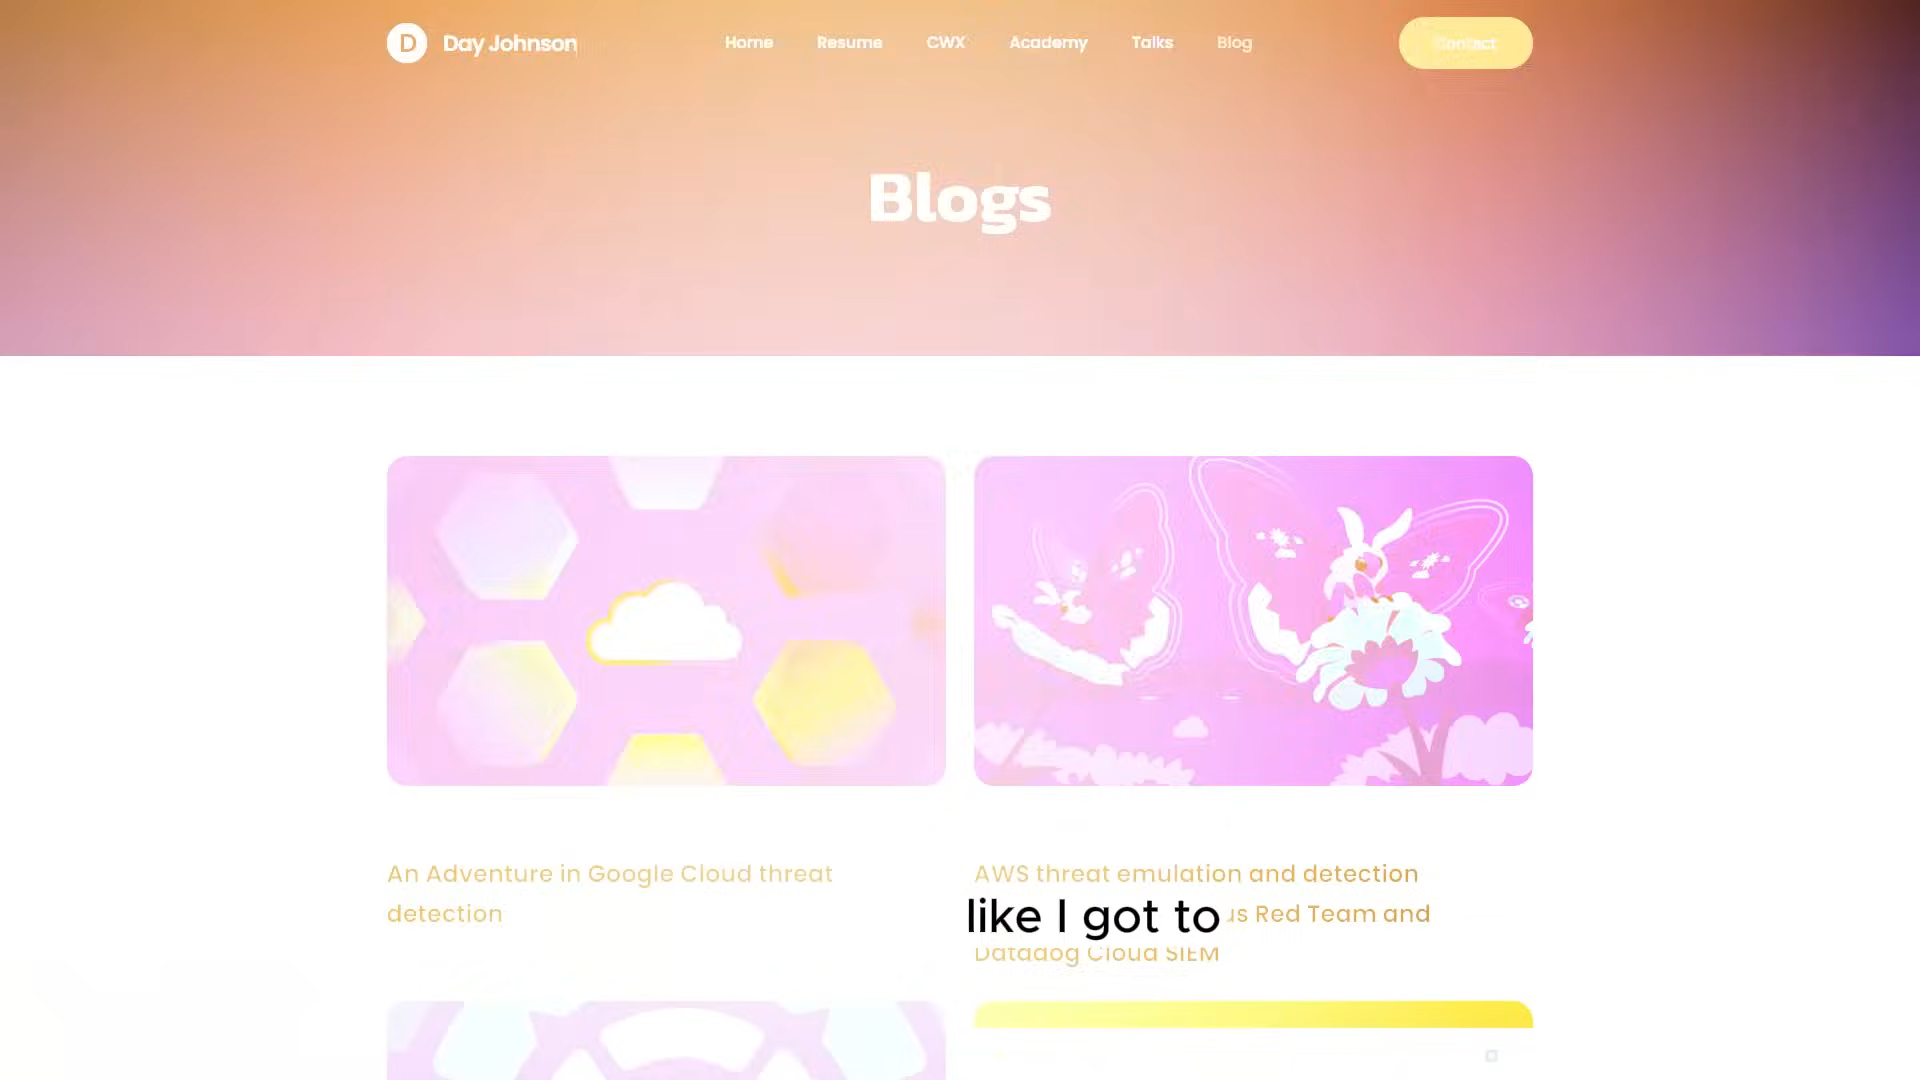 D Day Johnson
Home Resume CWX Academy Talks Blog
Contact
Blogs
An Adventure in Google Cloud threat
detection
AWS threat emulation and detection
Red Team and
Datadog Cloud SIEM
like I got to